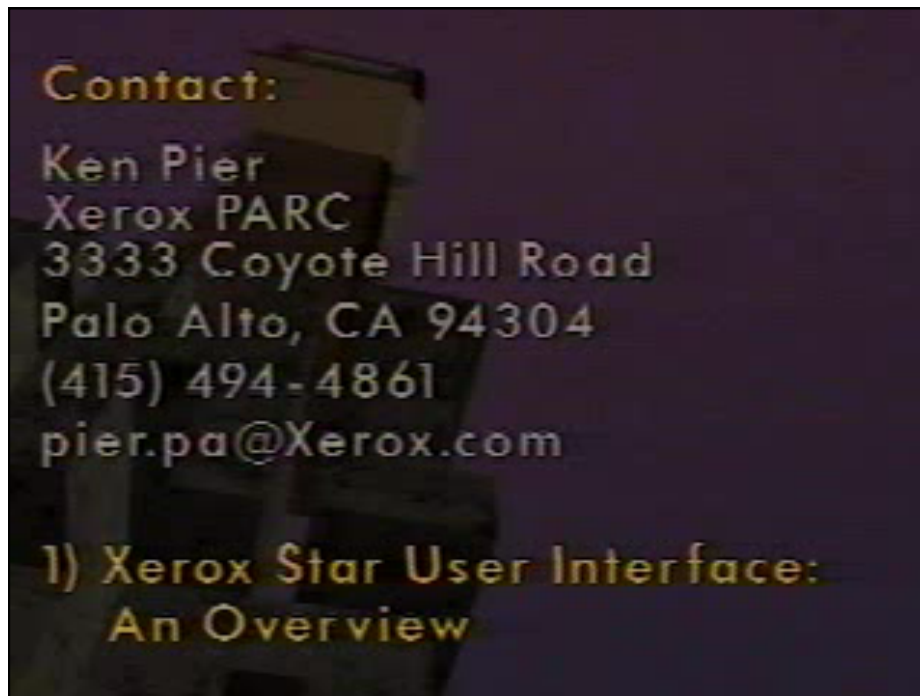 Contact:
Ken Pier
Xerox PARC
3333 Coyote Hill Road
Palo Alto, CA 94304
(415) 494-4861
pier.pa@Xerox.com
1) Xerox Star User Interface:
An Overview